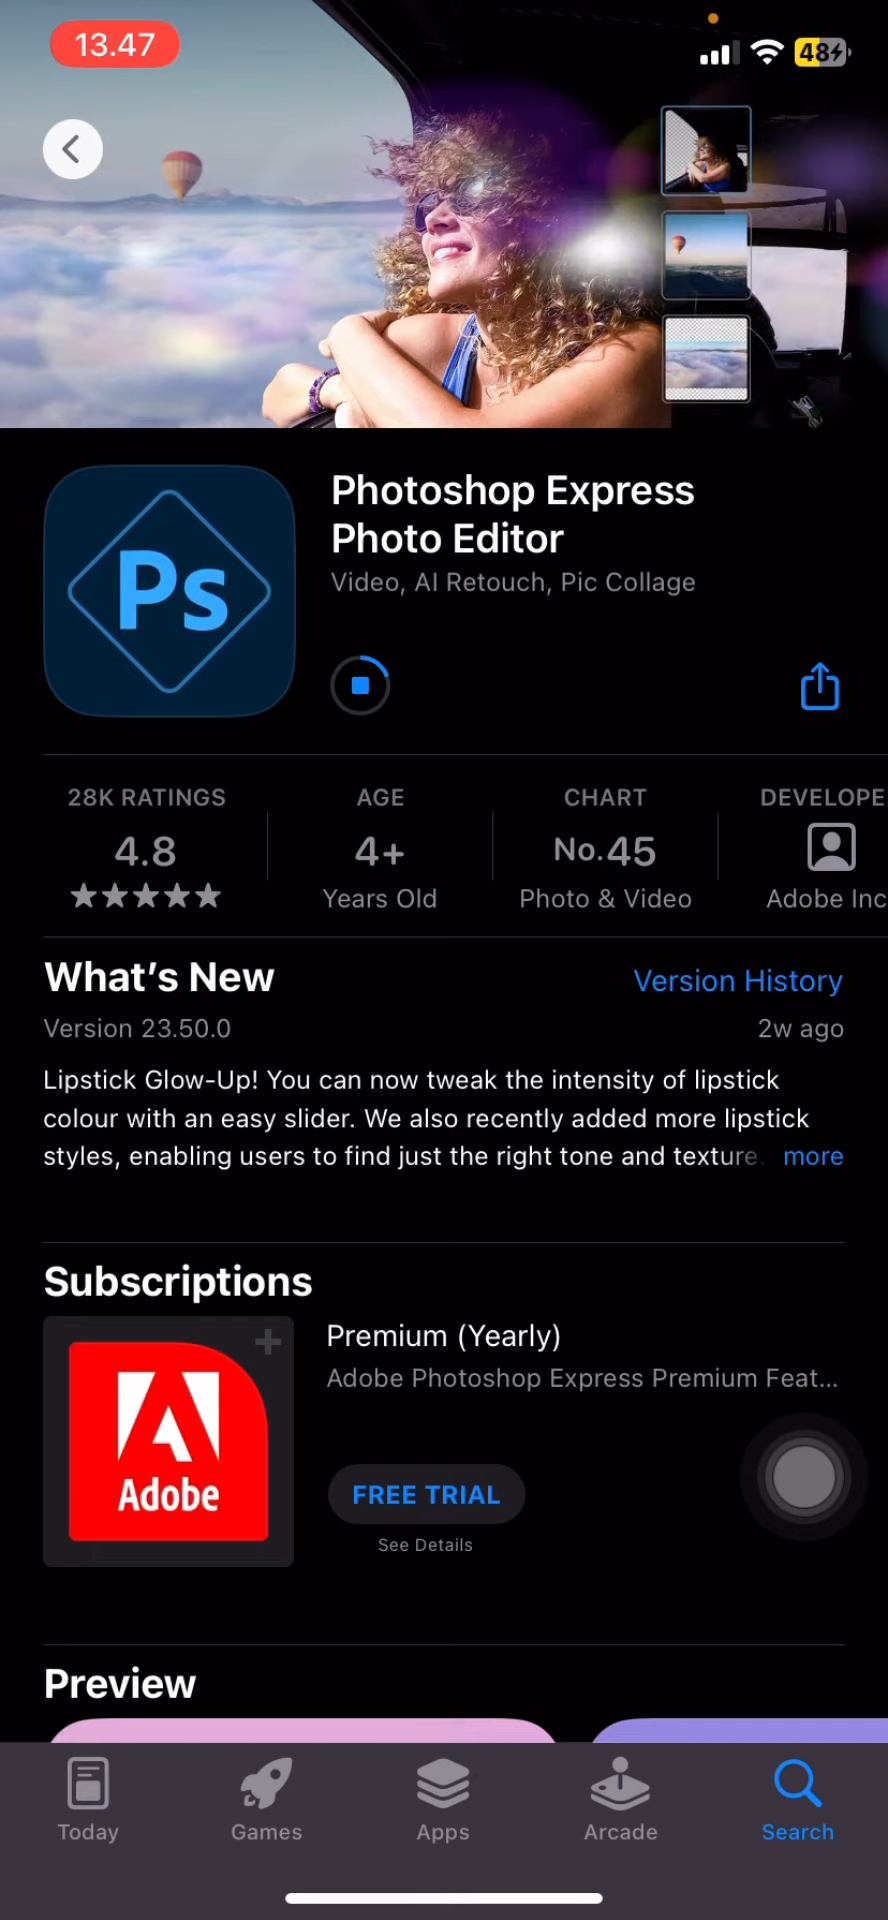 13.47
48
Photoshop Express
Photo Editor
Video, AI Retouch, Pic Collage
Ps
28K RATINGS
4.8
AGE
4+
Years Old
CHART
No.45
Photo & Video
DEVELOPE
Adobe Inc
What's New
Version History
Version 23.50.0
2w ago
Lipstick Glow-Up! You can now tweak the intensity of lipstick
colour with an easy slider. We also recently added more lipstick
styles, enabling users to find just the right tone and texture. more
Subscriptions
Adobe
Premium (Yearly)
Adobe Photoshop Express Premium Feat...
FREE TRIAL
See Details
Preview
Today
Games
Apps
Arcade
Search